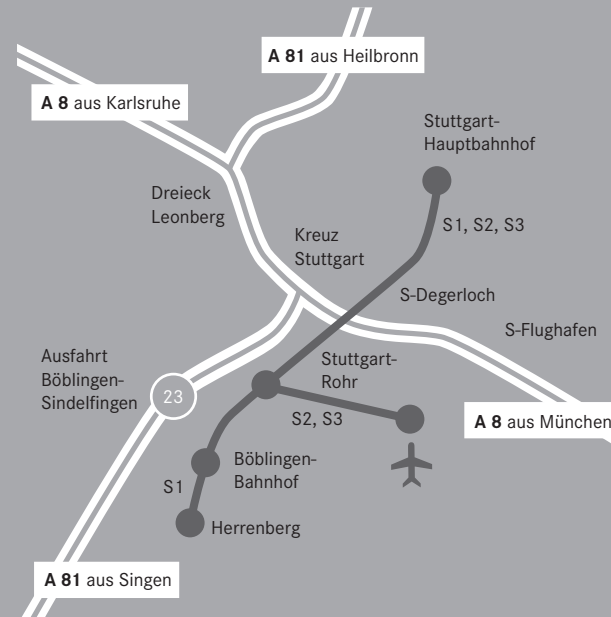 A 81 aus Heilbronn
A 8 aus Karlsruhe
Stuttgart-
Hauptbahnhof
Dreieck
Leonberg
S1, S2, S3
Kreuz
Stuttgart
S-Degerloch
S-Flughafen
Ausfahrt
Böblingen-
Sindelfingen
23
Stuttgart-
Rohr
S2, S3
A 8 aus München
Böblingen-
Bahnhof
S1
Herrenberg
A 81 aus Singen